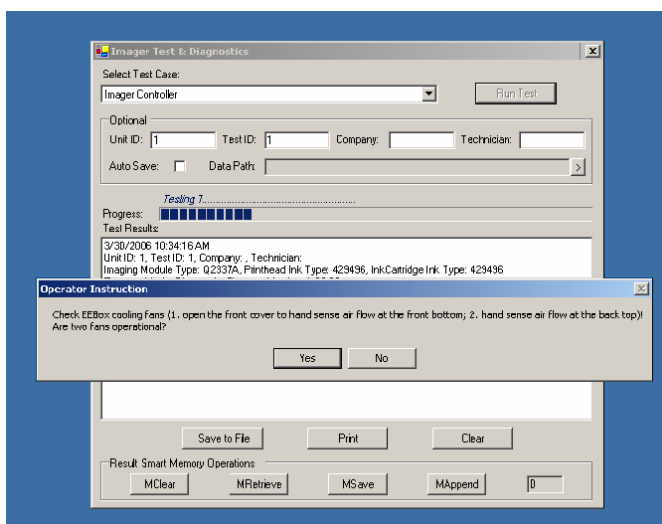 Imager Test & Diagnostics
Select Test Case:
Imager Controller
Run Test
Optional
Unit ID: 1 Test ID: 1 Company: Technician:
Auto Save: Data Path: >
Testing 7
Progress:
Test Results:
3/30/2006 10:34:16 AM
Unit ID: 1, Test ID: 1, Company: , Technician:
Imaging Module Type: Q2337A, Printhead Ink Type: 429496, InkCartridge Ink Type: 429496
Operator Instruction
Check EEBox cooling fans (1. open the front cover to hand sense air flow at the front bottom; 2. hand sense air flow at the back top)!
Are two fans operational?
Yes No
Save to File Print Clear
Result Smart Memory Operations
MClear MRetrieve MSave MAppend